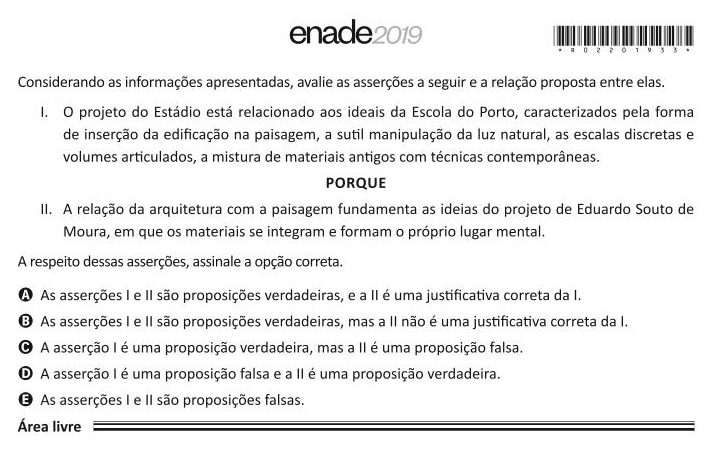 enade2019
*R02201933*
Considerando as informações apresentadas, avalie as asserções a seguir e a relação proposta entre elas.
I. O projeto do Estádio está relacionado aos ideais da Escola do Porto, caracterizados pela forma
de inserção da edificação na paisagem, a sutil manipulação da luz natural, as escalas discretas e
volumes articulados, a mistura de materiais antigos com técnicas contemporâneas.
PORQUE
II. A relação da arquitetura com a paisagem fundamenta as ideias do projeto de Eduardo Souto de
Moura, em que os materiais se integram e formam o próprio lugar mental.
A respeito dessas asserções, assinale a opção correta.
A As asserções I e II são proposições verdadeiras, e a II é uma justificativa correta da I.
B As asserções I e II são proposições verdadeiras, mas a II não é uma justificativa correta da I.
C A asserção I é uma proposição verdadeira, mas a II é uma proposição falsa.
D A asserção I é uma proposição falsa e a II é uma proposição verdadeira.
E As asserções I e II são proposições falsas.
Área livre